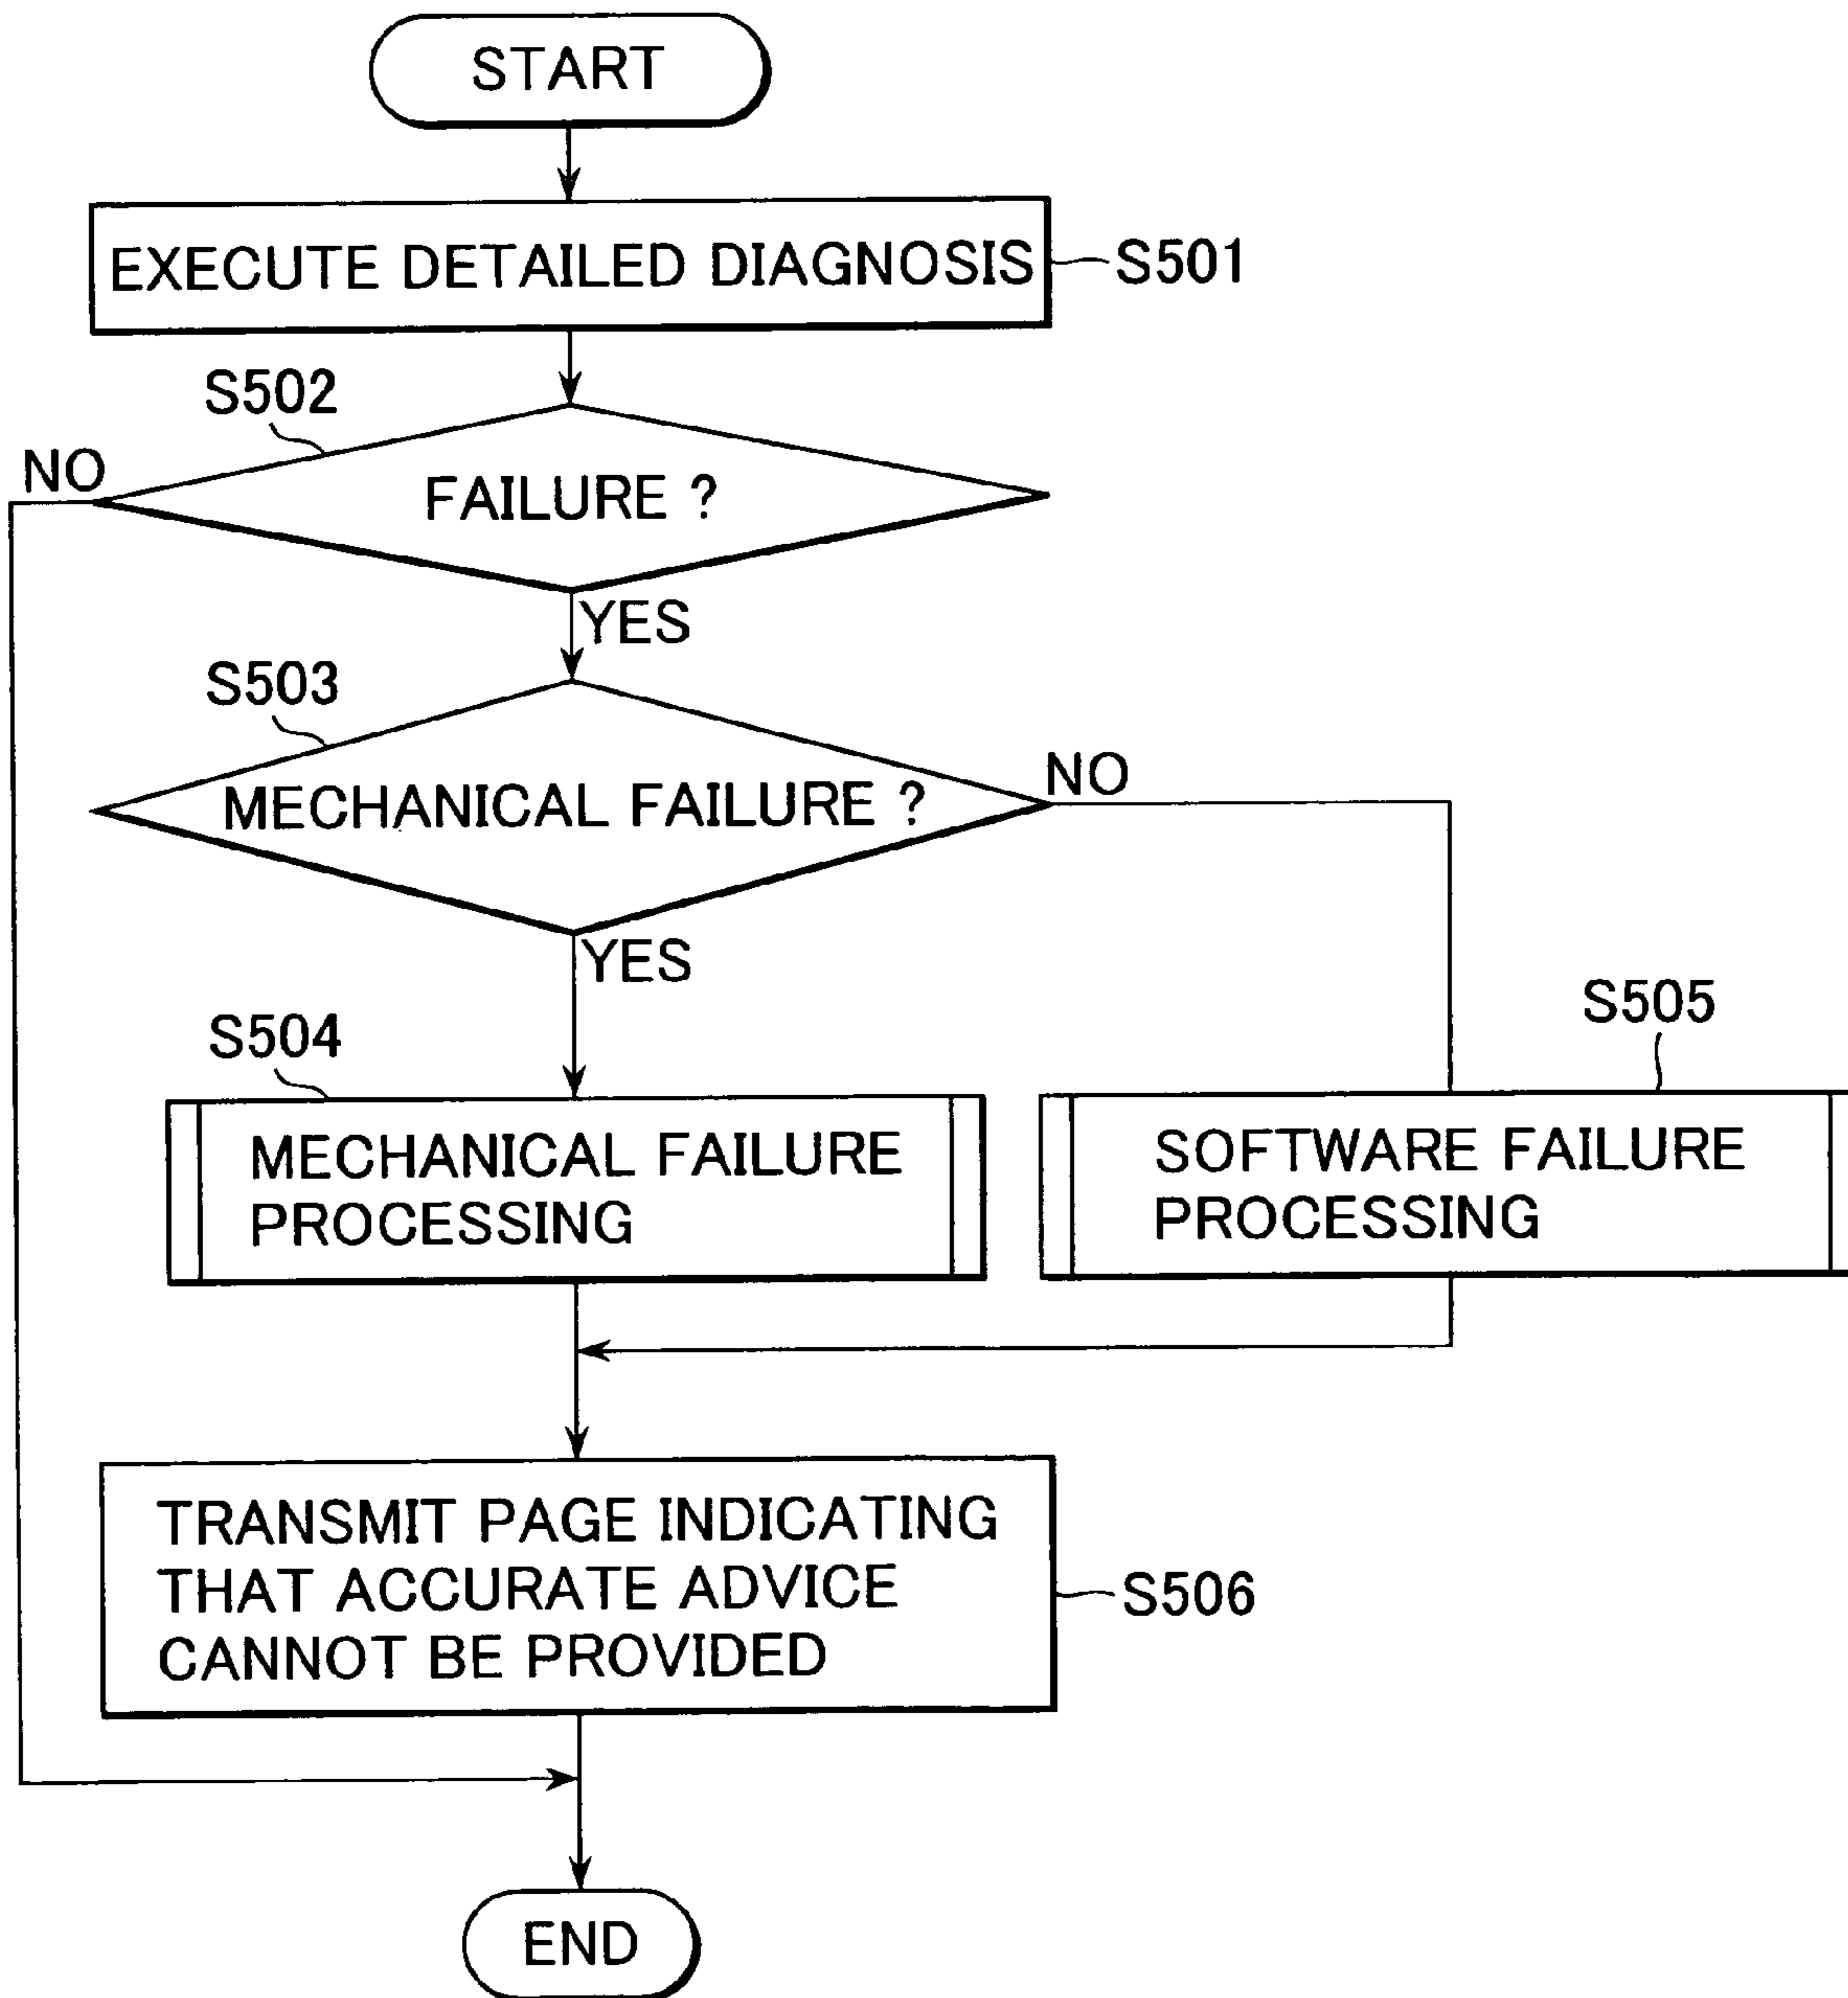 START
EXECUTE DETAILED DIAGNOSIS
S501
S502
NO
FAILURE ?
YES
S503
MECHANICAL FAILURE ?
NO
YES
S504
MECHANICAL FAILURE
PROCESSING
S505
SOFTWARE FAILURE
PROCESSING
TRANSMIT PAGE INDICATING
THAT ACCURATE ADVICE
CANNOT BE PROVIDED
S506
END